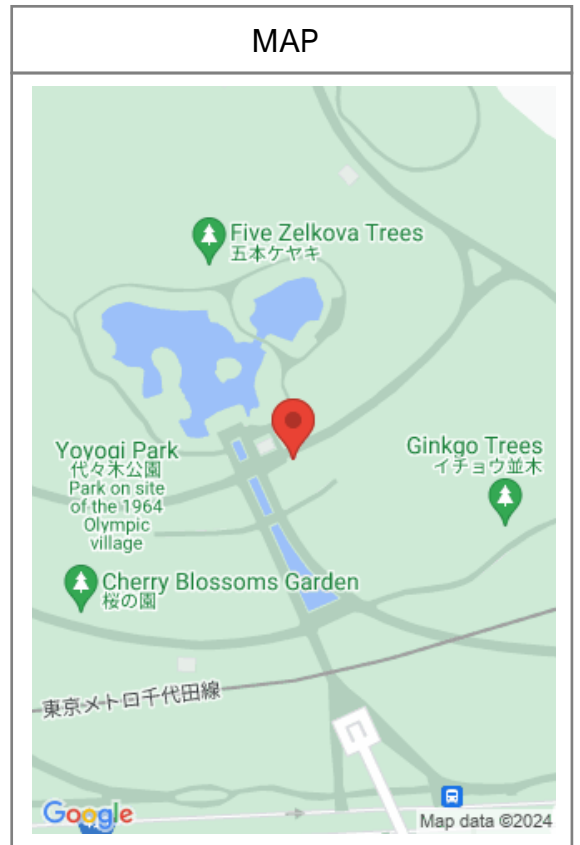 MAP
Five Zelkova Trees
五本ケヤキ
Yoyogi Park
代々木公園
Park on site
of the 1964
Olympic
village
Ginkgo Trees
イチョウ並木
Cherry Blossoms Garden
桜の園
東京メトロ千代田線
Google
Map data ©2024